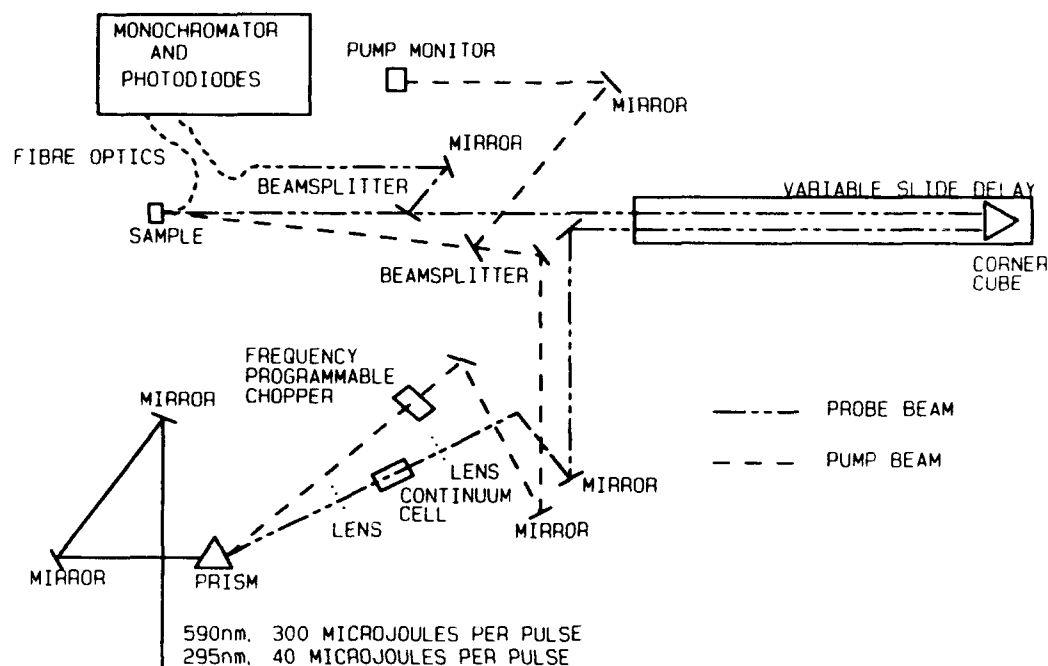 MONOCHROMATOR
AND
PHOTODIODES
PUMP MONITOR
MIRROR
MIRROR
FIBRE OPTICS
BEAMSPLITTER
VARIABLE SLIDE DELAY
SAMPLE
BEAMSPLITTER
CORNER
CUBE
FREQUENCY
PROGRAMMABLE
CHOPPER
MIRROR
PROBE BEAM
LENS
PUMP BEAM
CONTINUUM
CELL
MIRROR
LENS
MIRROR
MIRROR
PRISM
590nm, 300 MICROJOULES PER PULSE
295nm, 40 MICROJOULES PER PULSE